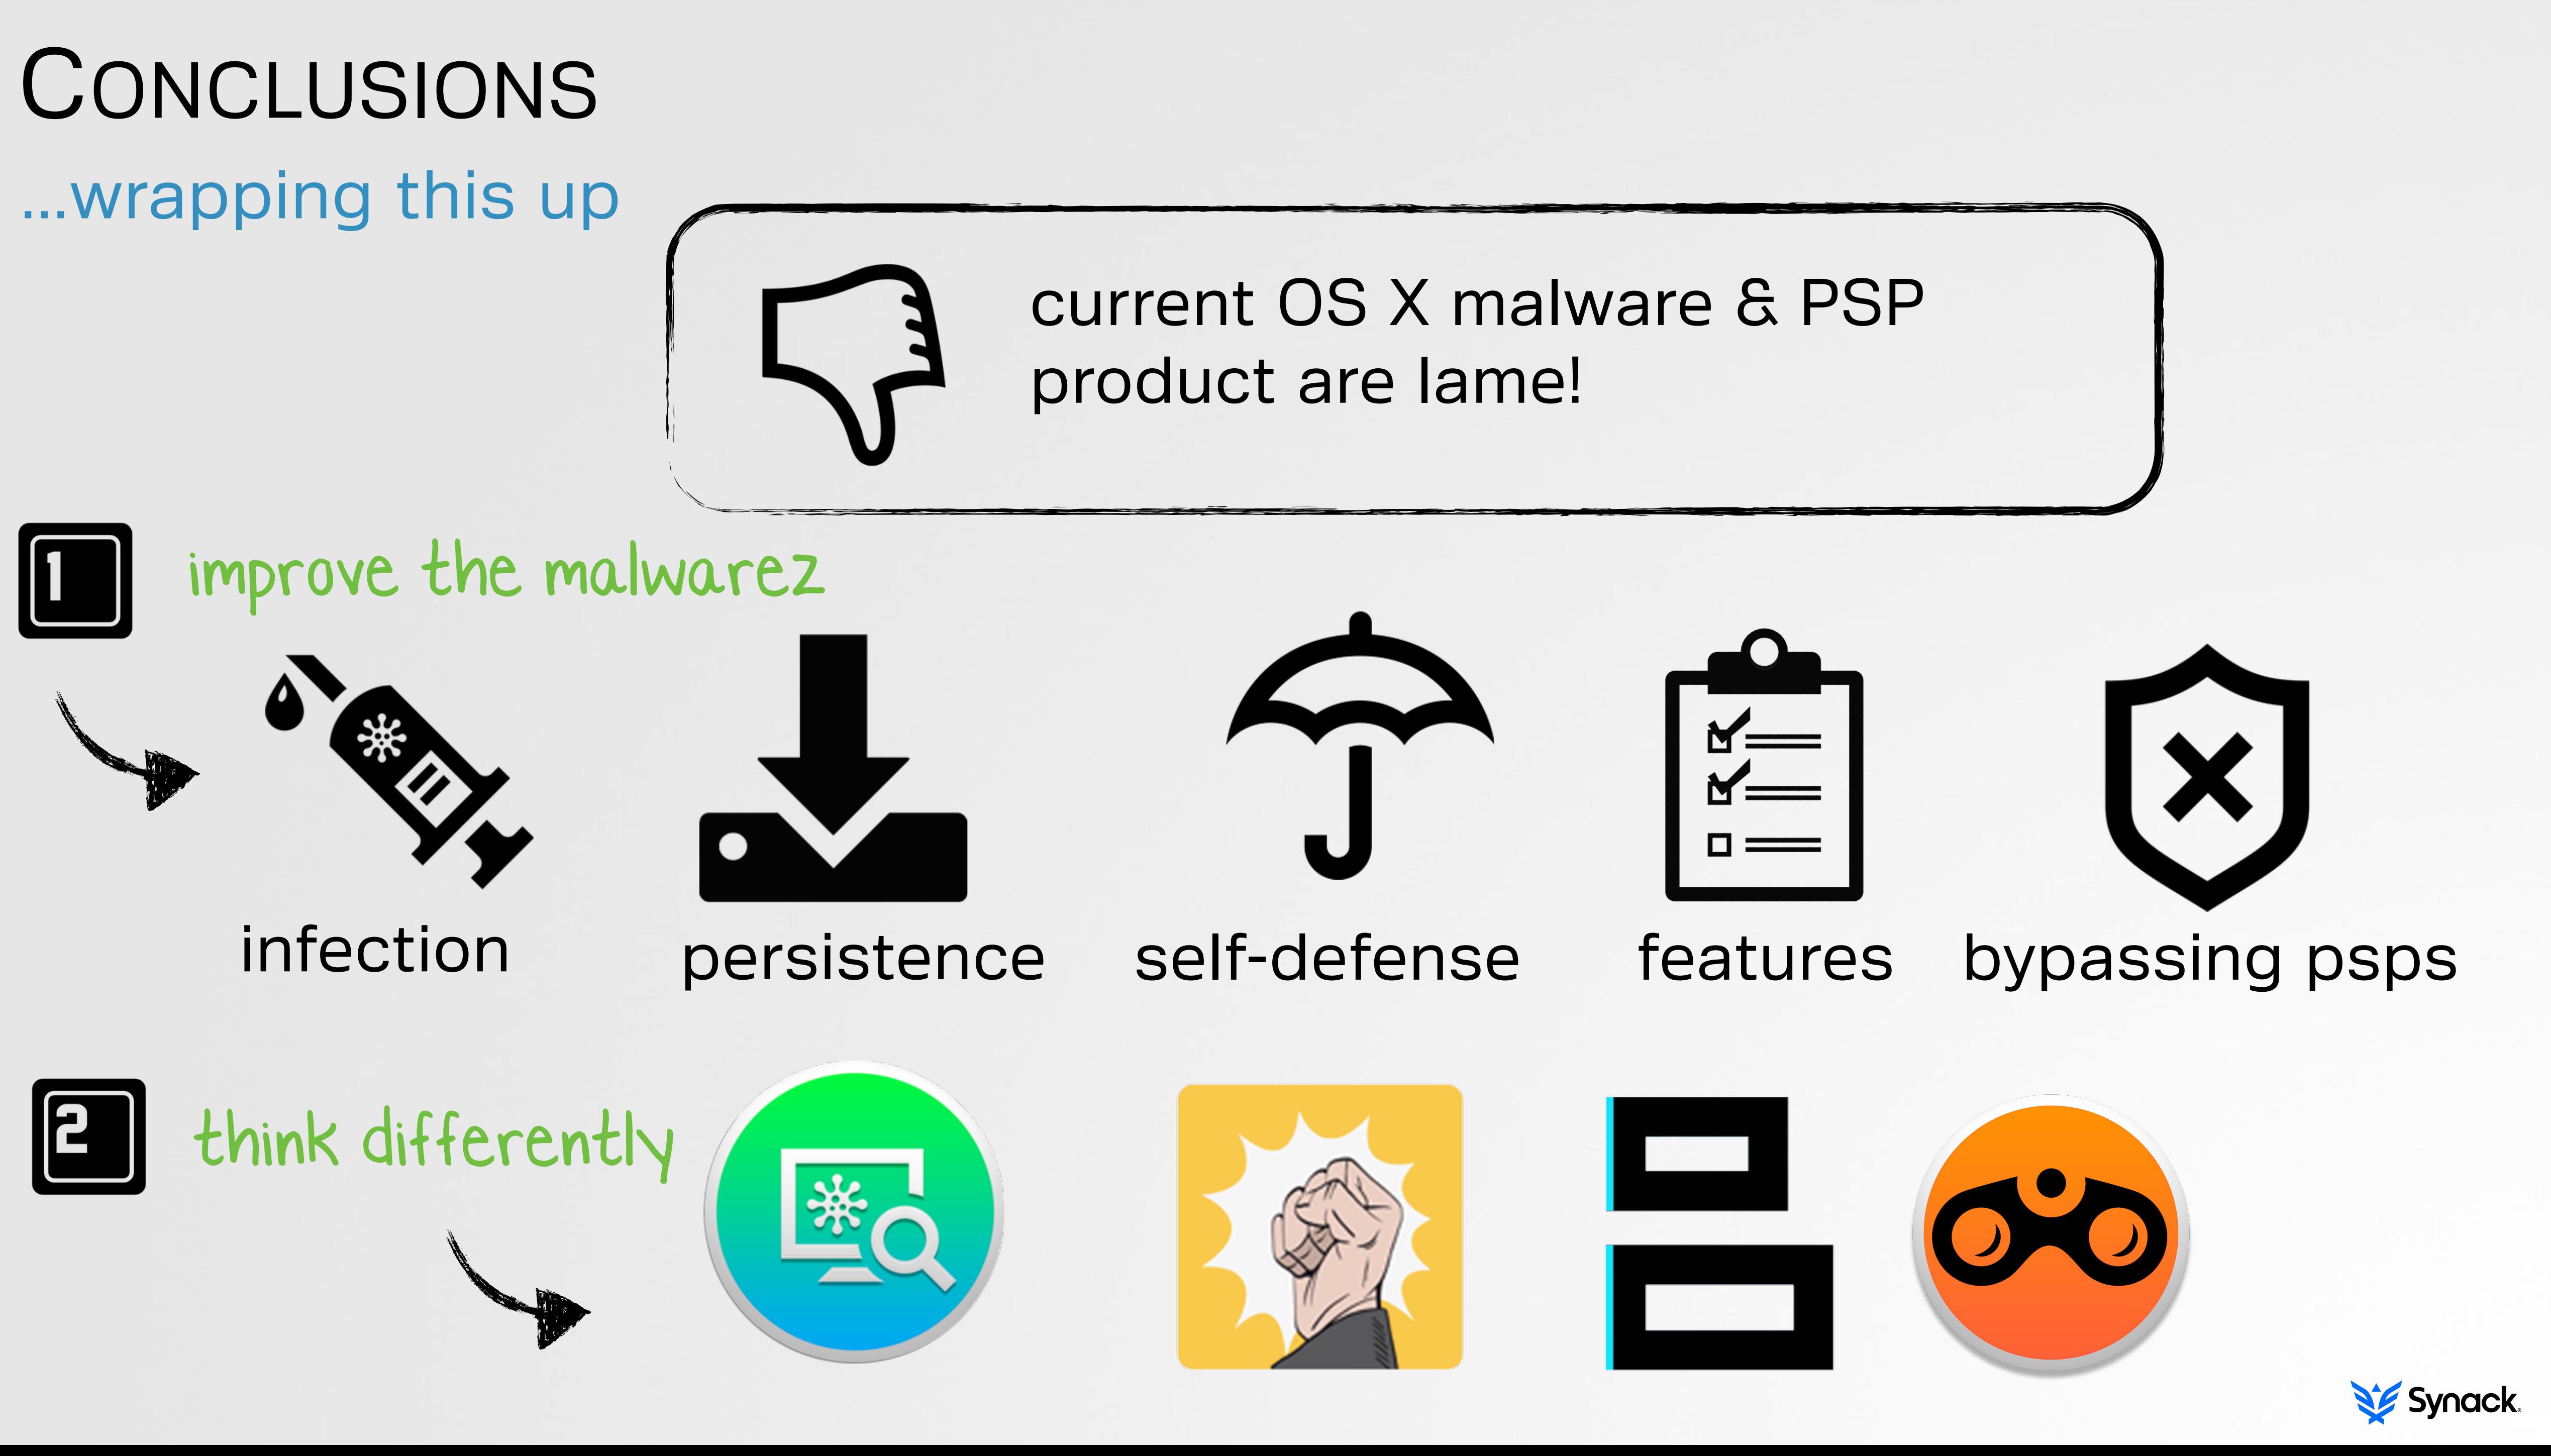 CONCLUSIONS
...wrapping this up
current OS X malware & PSP
product are lame!
1
improve the malwarez
infection
persistence
self-defense
features
bypassing psps
2
think differently
Synack.